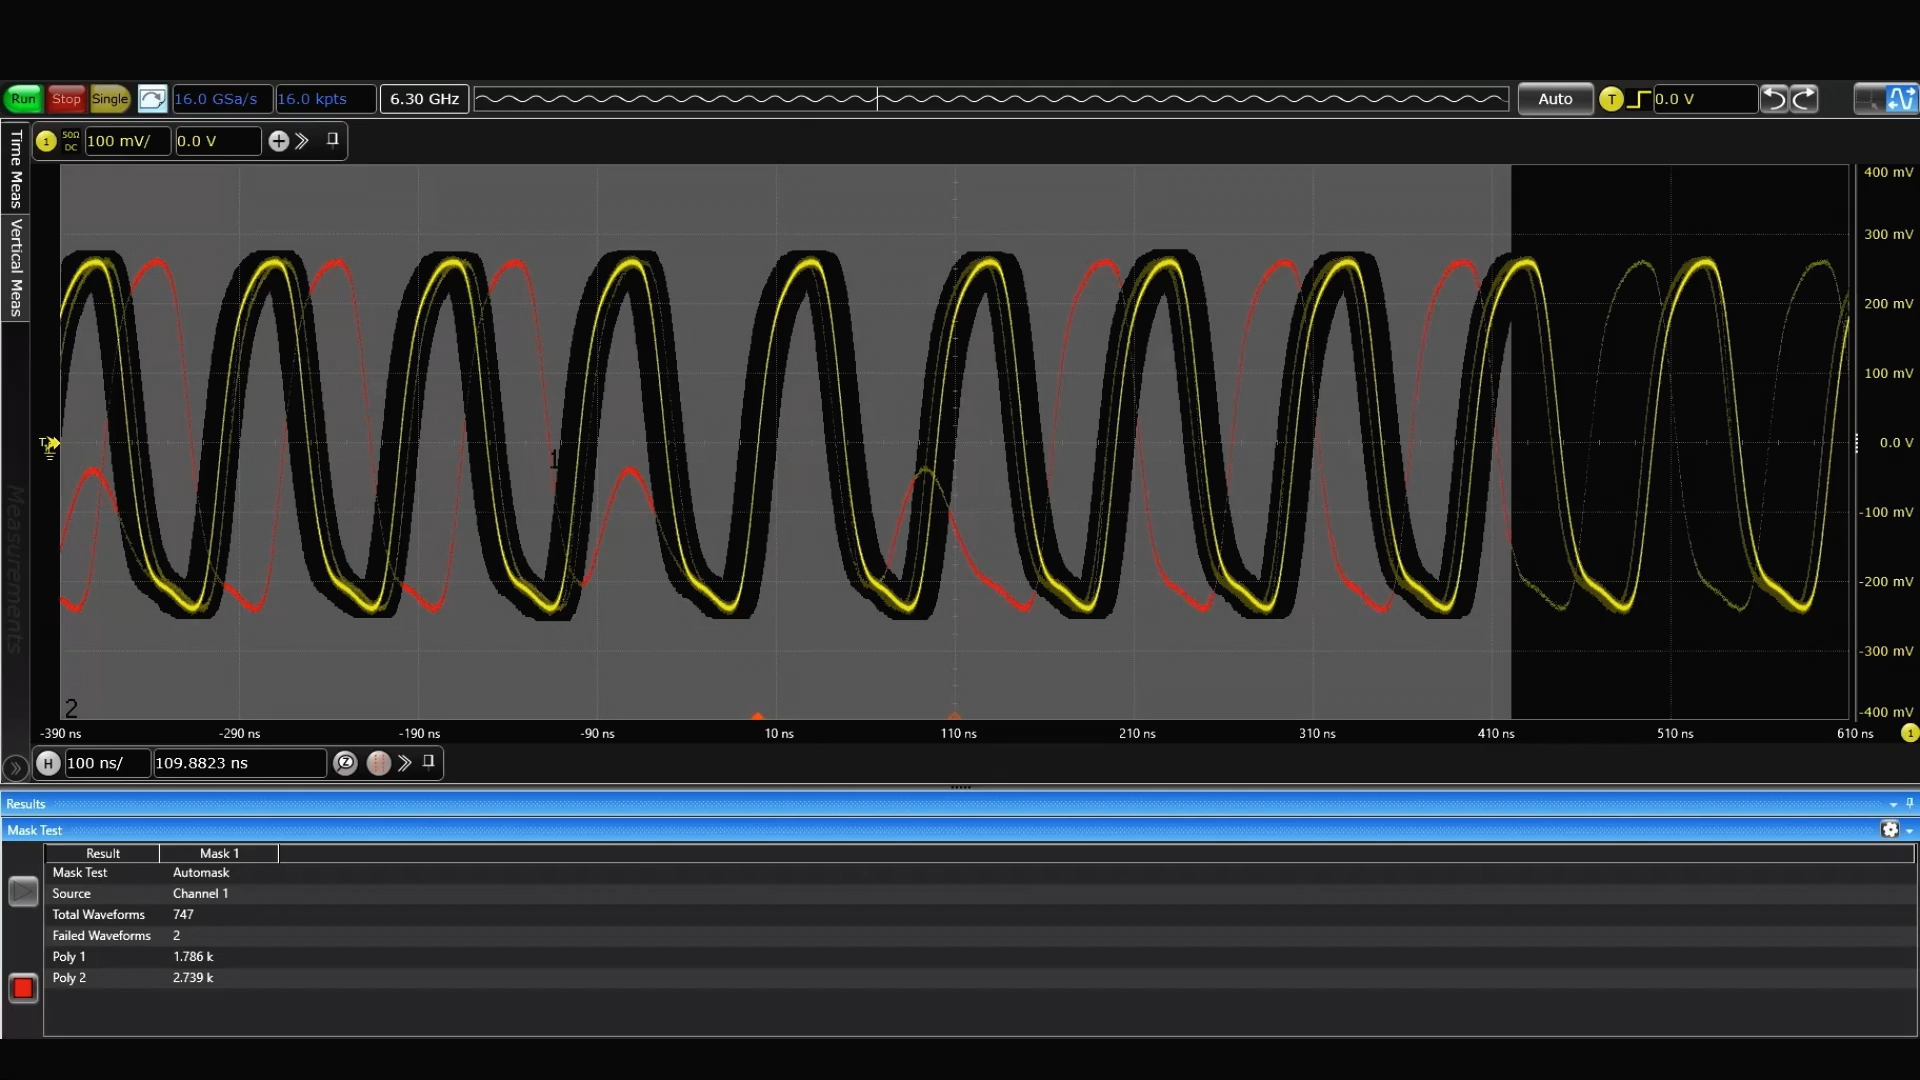 Run Stop Single 16.0 GSa/s 16.0 kpts 6.30 GHz Auto T 0.0 V
1 50Ω DC 100 mV/ 0.0 V
Time Meas
Vertical Meas
Measurements
400 mV
300 mV
200 mV
100 mV
0.0 V
-100 mV
-200 mV
-300 mV
-400 mV
T
1
2
-390 ns -290 ns -190 ns -90 ns 10 ns 110 ns 210 ns 310 ns 410 ns 510 ns 610 ns 1
H 100 ns/ 109.8823 ns Z
Results
Mask Test
Result Mask 1
Mask Test Automask
Source Channel 1
Total Waveforms 747
Failed Waveforms 2
Poly 1 1.786 k
Poly 2 2.739 k